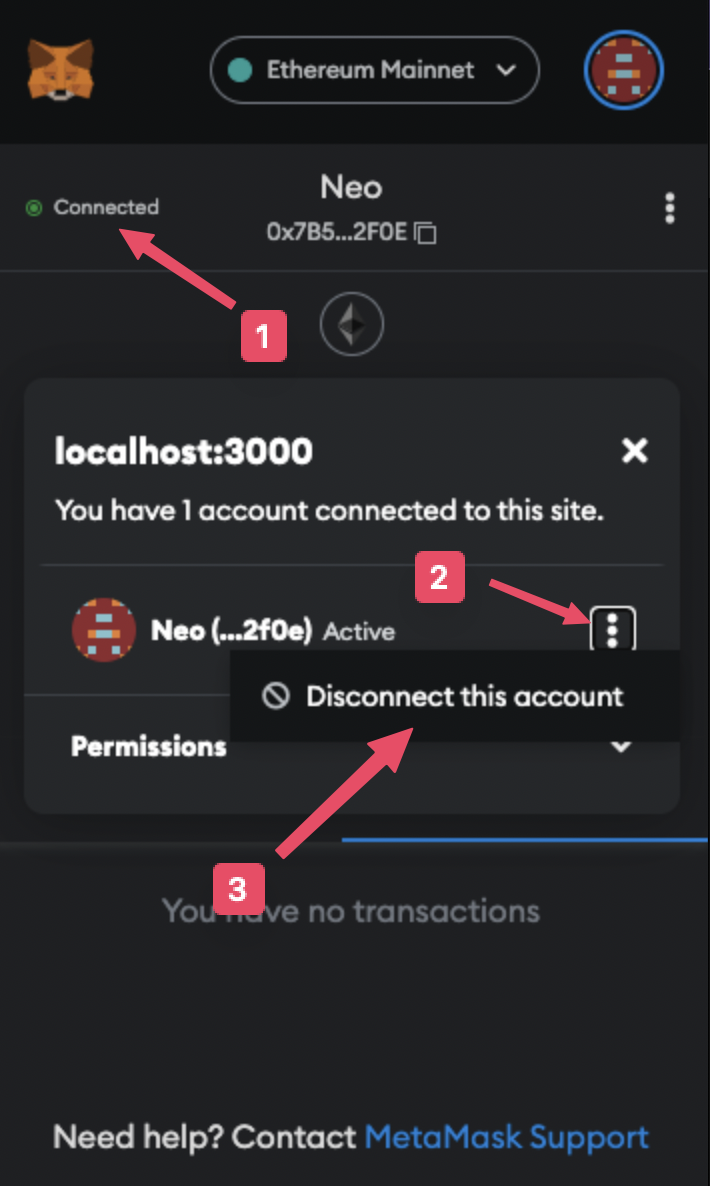 Ethereum Mainnet
Connected
Neo
0x7B5...2F0E
1
localhost:3000
You have 1 account connected to this site.
2
Neo (...2f0e) Active
Disconnect this account
Permissions
3
You have no transactions
Need help? Contact MetaMask Support